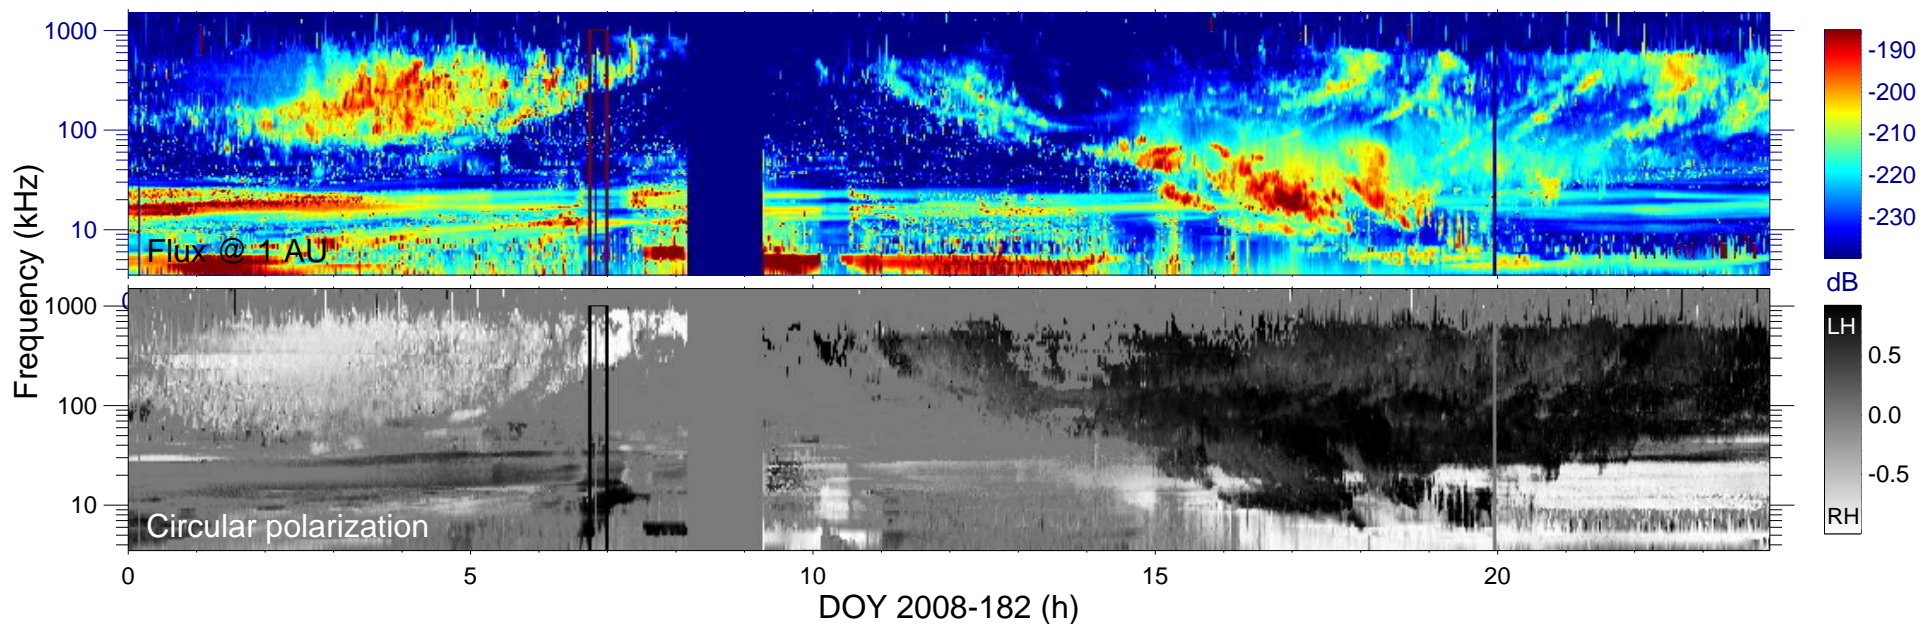 1000
100
10
Flux @ 1 AU
-190
-200
-210
-220
-230
dB
Frequency (kHz)
0
1000
100
10
Circular polarization
LH
0.5
0.0
-0.5
RH
0 5 10 15 20
DOY 2008-182 (h)